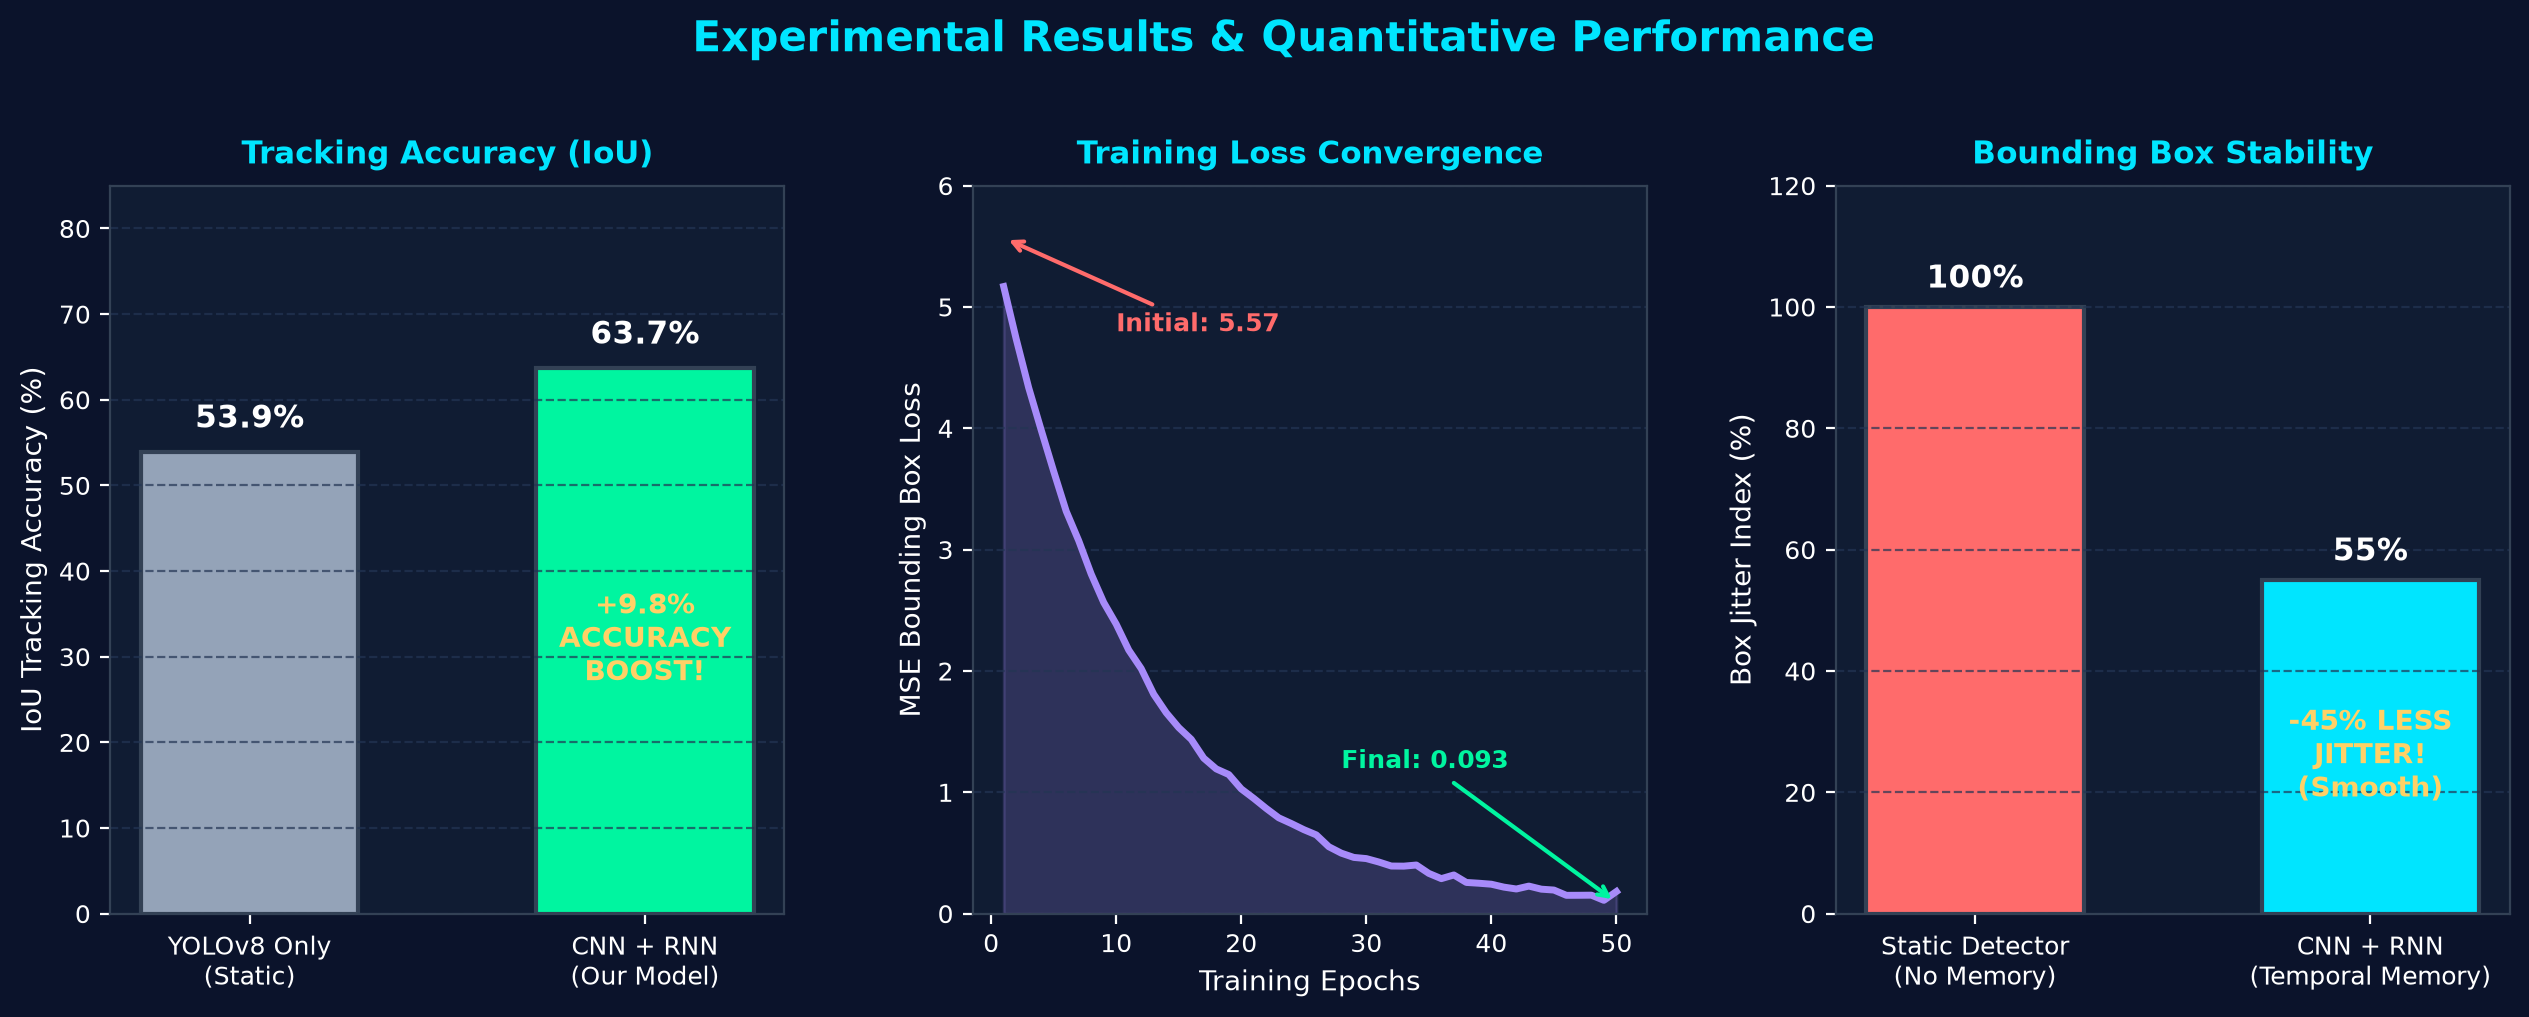 Experimental Results & Quantitative Performance
Tracking Accuracy (IoU)
IoU Tracking Accuracy (%)
80
70
60
50
40
30
20
10
0
53.9%
63.7%
+9.8%
ACCURACY
BOOST!
YOLOv8 Only
(Static)
CNN + RNN
(Our Model)
Training Loss Convergence
MSE Bounding Box Loss
6
5
4
3
2
1
0
Initial: 5.57
Final: 0.093
0
10
20
30
40
50
Training Epochs
Bounding Box Stability
Box Jitter Index (%)
120
100
80
60
40
20
0
100%
55%
-45% LESS
JITTER!
(Smooth)
Static Detector
(No Memory)
CNN + RNN
(Temporal Memory)